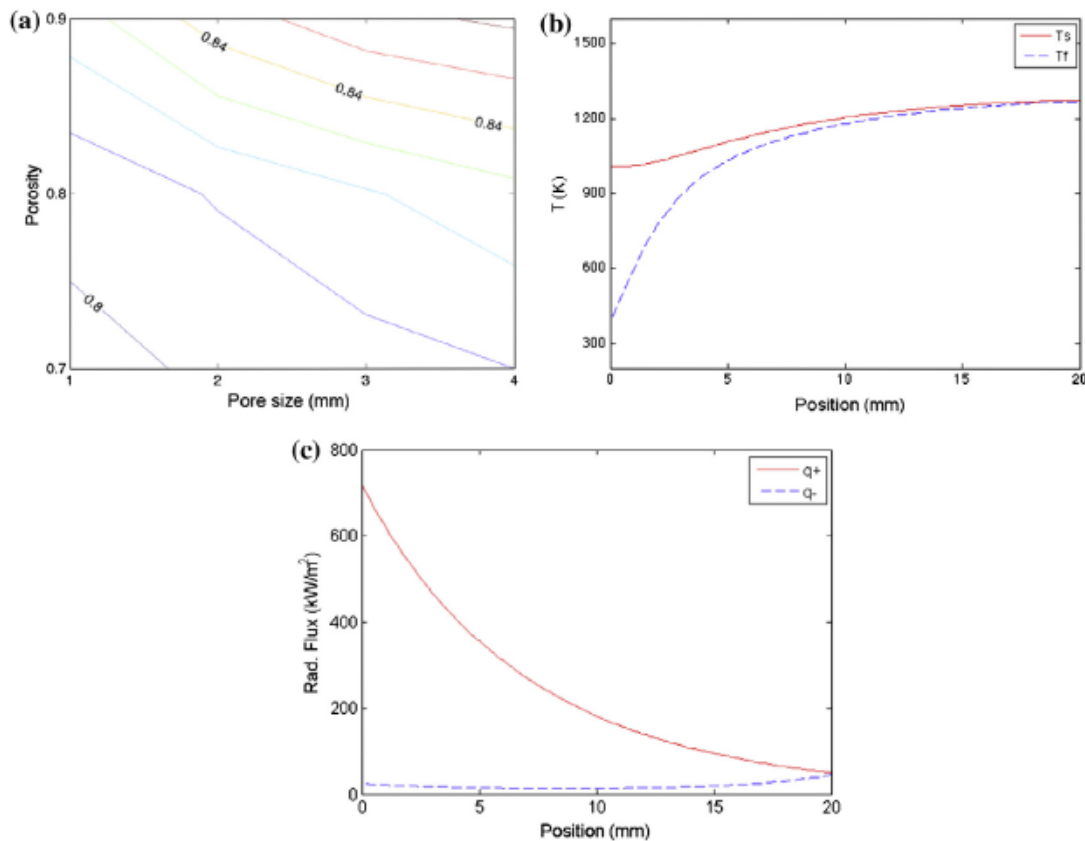 (a)
0.9
0.8
0.7
Porosity
0.84
0.84
0.84
0.8
1
2
3
4
Pore size (mm)
(b)
1500
1200
900
600
300
T (K)
Ts
Tf
0
5
10
15
20
Position (mm)
(c)
800
600
400
200
0
Rad. Flux (kW/m²)
q+
q-
0
5
10
15
20
Position (mm)